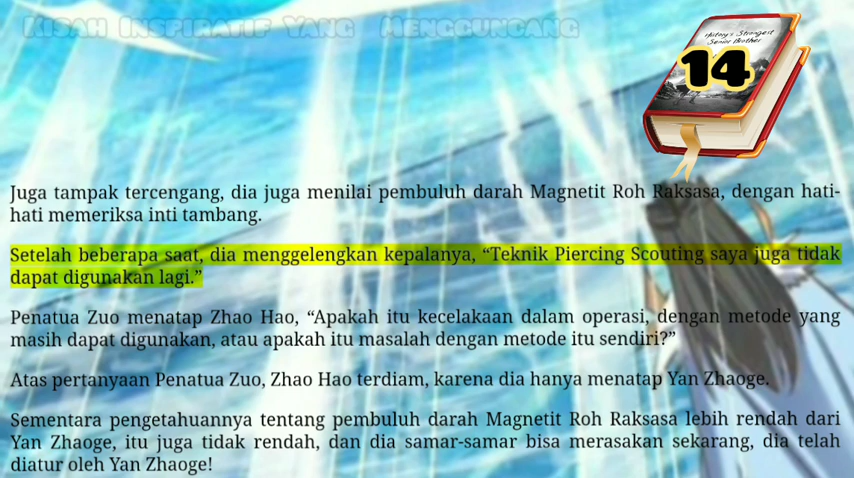 Kisah Inspiratif Yang Mengguncang
History's Strongest
Senior Brother
14
Juga tampak tercengang, dia juga menilai pembuluh darah Magnetit Roh Raksasa, dengan hati-
hati memeriksa inti tambang.
Setelah beberapa saat, dia menggelengkan kepalanya, “Teknik Piercing Scouting saya juga tidak
dapat digunakan lagi.”
Penatua Zuo menatap Zhao Hao, “Apakah itu kecelakaan dalam operasi, dengan metode yang
masih dapat digunakan, atau apakah itu masalah dengan metode itu sendiri?”
Atas pertanyaan Penatua Zuo, Zhao Hao terdiam, karena dia hanya menatap Yan Zhaoge.
Sementara pengetahuannya tentang pembuluh darah Magnetit Roh Raksasa lebih rendah dari
Yan Zhaoge, itu juga tidak rendah, dan dia samar-samar bisa merasakan sekarang, dia telah
diatur oleh Yan Zhaoge!